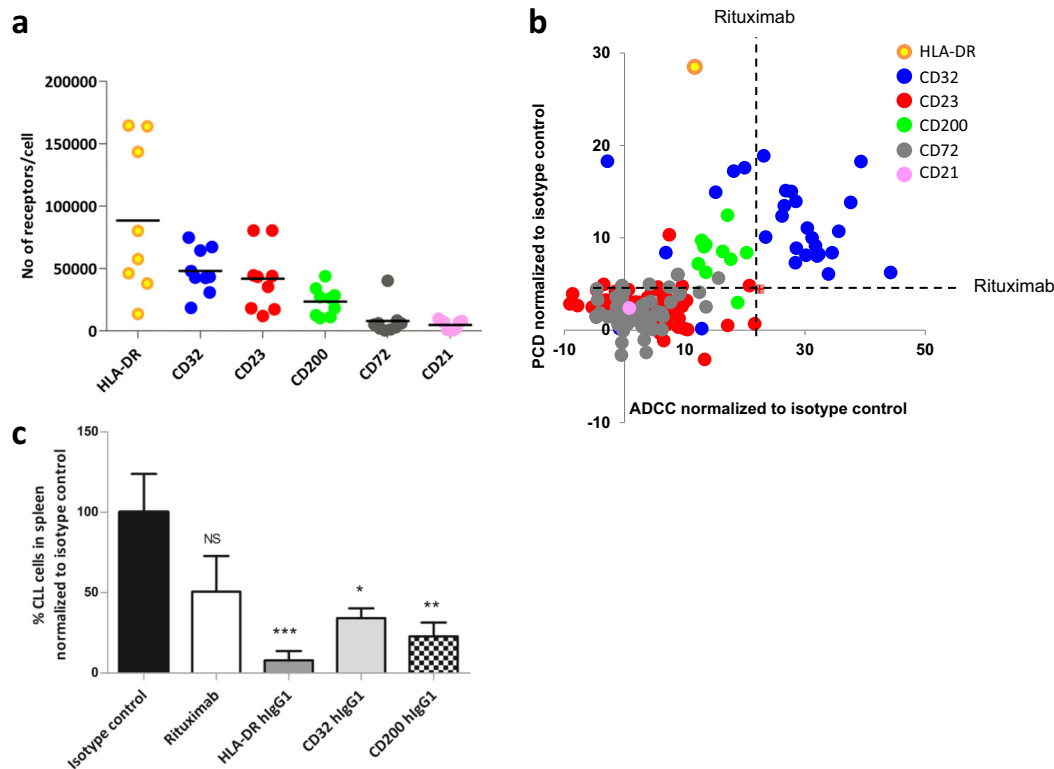 a
No of receptors/cell
200000
150000
100000
50000
0
HLA-DR
CD32
CD23
CD200
CD72
CD21
b
Rituximab
PCD normalized to isotype control
30
20
10
0
-10
-10
10
30
50
ADCC normalized to isotype control
Rituximab
HLA-DR
CD32
CD23
CD200
CD72
CD21
c
% CLL cells in spleen
normalized to isotype control
150
100
50
0
NS
***
*
**
Isotype control
Rituximab
HLA-DR hIgG1
CD32 hIgG1
CD200 hIgG1